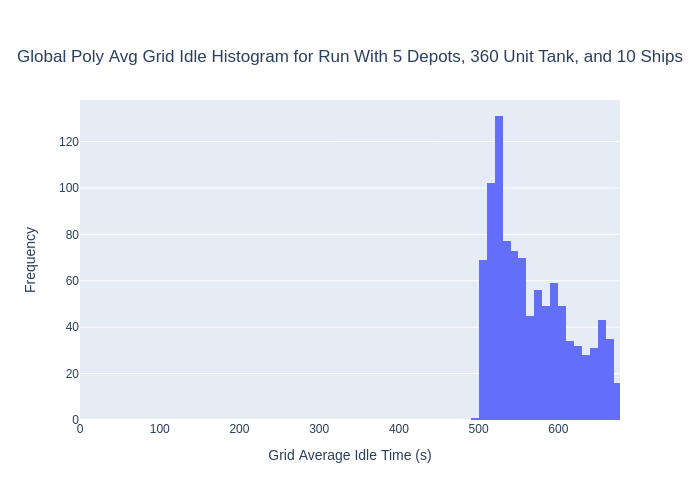 Global Poly Avg Grid Idle Histogram for Run With 5 Depots, 360 Unit Tank, and 10 Ships
120
100
80
60
40
20
0
0 100 200 300 400 500 600
Frequency
Grid Average Idle Time (s)